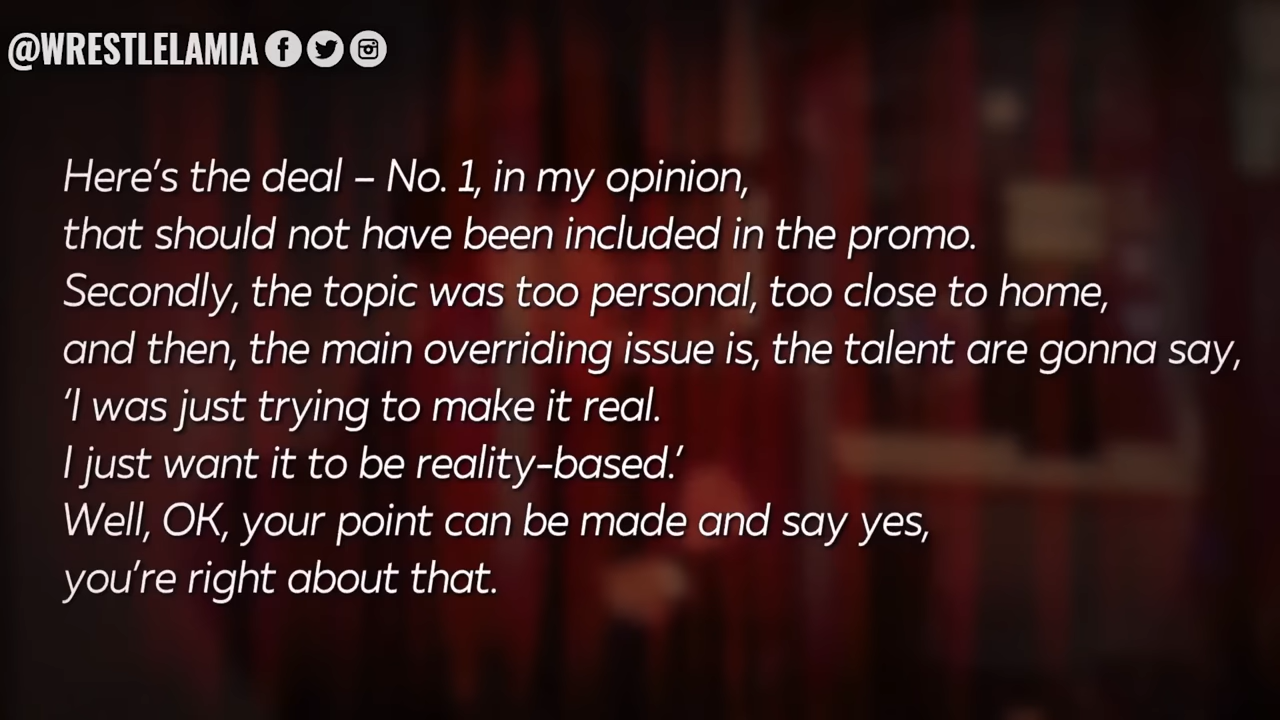 @WRESTLELAMIA
Here's the deal – No. 1, in my opinion,
that should not have been included in the promo.
Secondly, the topic was too personal, too close to home,
and then, the main overriding issue is, the talent are gonna say,
‘I was just trying to make it real.
I just want it to be reality-based.’
Well, OK, your point can be made and say yes,
you’re right about that.